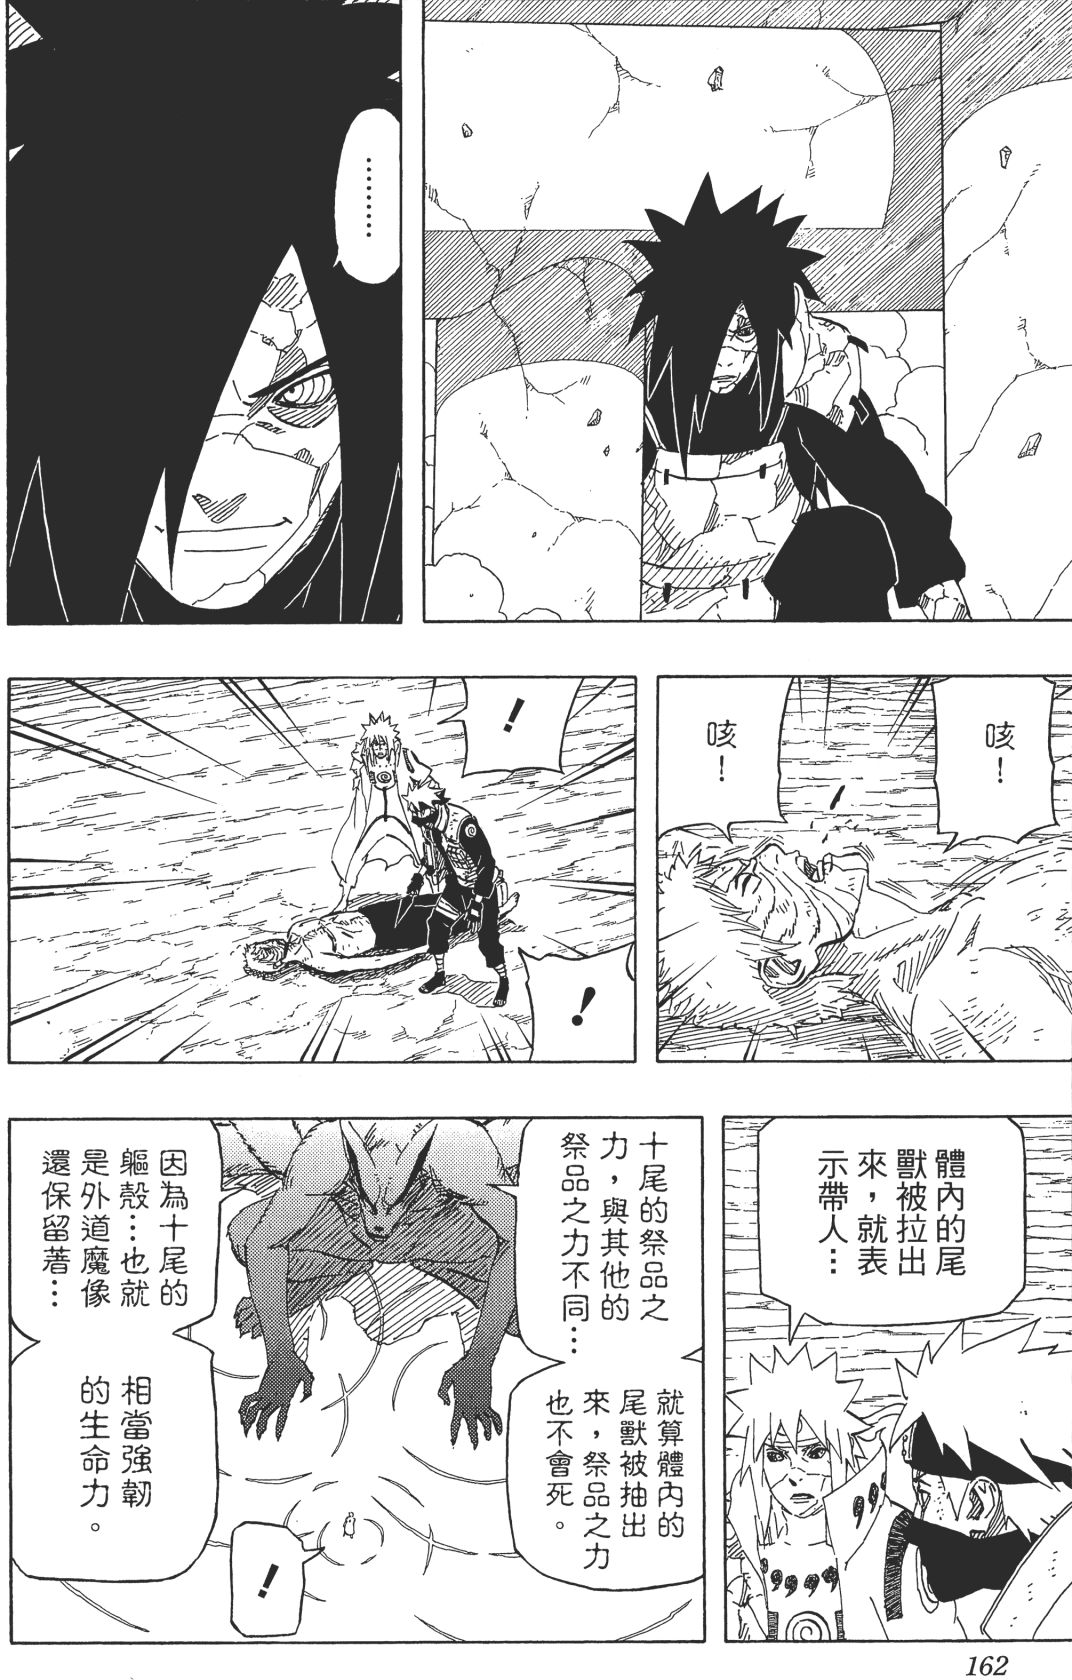 ………
咳！
咳！
！
！
體內的尾
獸被拉出
來，就表
示帶人…
十尾的祭品之
力，與其他的
祭品之力不同…
就算體內的
尾獸被抽出
來，祭品之力
也不會死。
！
因為十尾的
軀殼…也就
是外道魔像
還保留著…
相當強韌
的生命力。
162